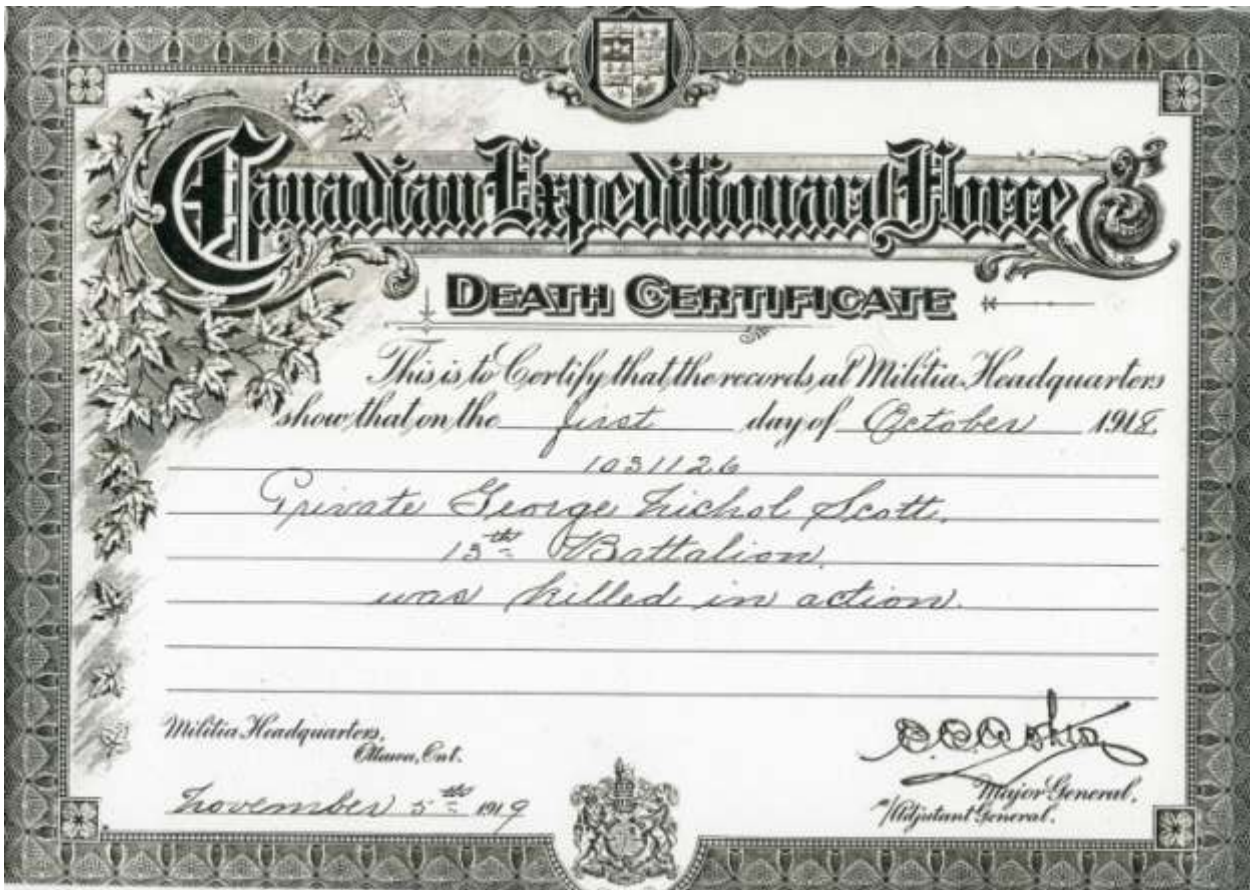 Canadian Expeditionary Force
DEATH CERTIFICATE
This is to Certify that the records at Militia Headquarters
show that on the first day of October 1918,
1031126
Private George Nichol Scott.
13th Battalion.
was killed in action.
Militia Headquarters,
Ottawa, Ont.
November 5th 1919
Major General,
Adjutant General.